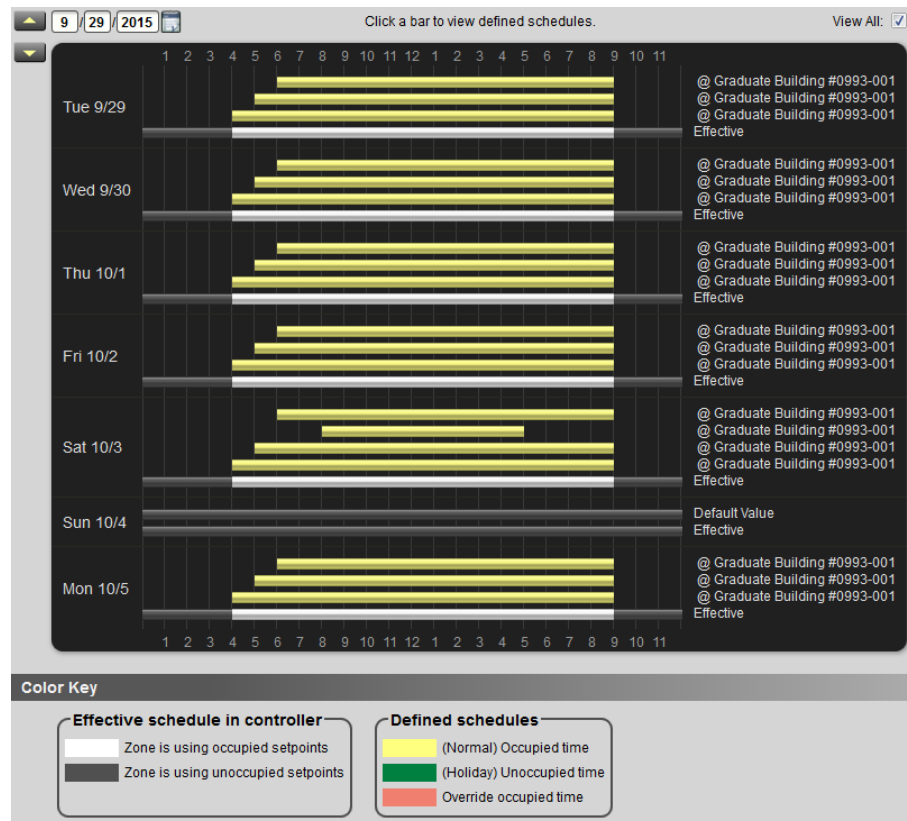 9 / 29 / 2015 Click a bar to view defined schedules. View All:
1 2 3 4 5 6 7 8 9 10 11 12 1 2 3 4 5 6 7 8 9 10 11
Tue 9/29
@ Graduate Building #0993-001
@ Graduate Building #0993-001
@ Graduate Building #0993-001
Effective
Wed 9/30
@ Graduate Building #0993-001
@ Graduate Building #0993-001
@ Graduate Building #0993-001
Effective
Thu 10/1
@ Graduate Building #0993-001
@ Graduate Building #0993-001
@ Graduate Building #0993-001
Effective
Fri 10/2
@ Graduate Building #0993-001
@ Graduate Building #0993-001
@ Graduate Building #0993-001
Effective
Sat 10/3
@ Graduate Building #0993-001
@ Graduate Building #0993-001
@ Graduate Building #0993-001
@ Graduate Building #0993-001
Effective
Sun 10/4
Default Value
Effective
Mon 10/5
@ Graduate Building #0993-001
@ Graduate Building #0993-001
@ Graduate Building #0993-001
Effective
1 2 3 4 5 6 7 8 9 10 11 12 1 2 3 4 5 6 7 8 9 10 11
Color Key
Effective schedule in controller
Zone is using occupied setpoints
Zone is using unoccupied setpoints
Defined schedules
(Normal) Occupied time
(Holiday) Unoccupied time
Override occupied time